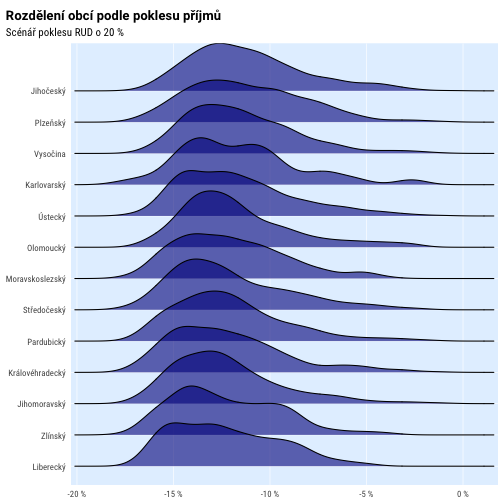 Rozdělení obcí podle poklesu příjmů
Scénář poklesu RUD o 20 %
Jihočeský
Plzeňský
Vysočina
Karlovarský
Ústecký
Olomoucký
Moravskoslezský
Středočeský
Pardubický
Královéhradecký
Jihomoravský
Zlínský
Liberecký
-20 % -15 % -10 % -5 % 0 %